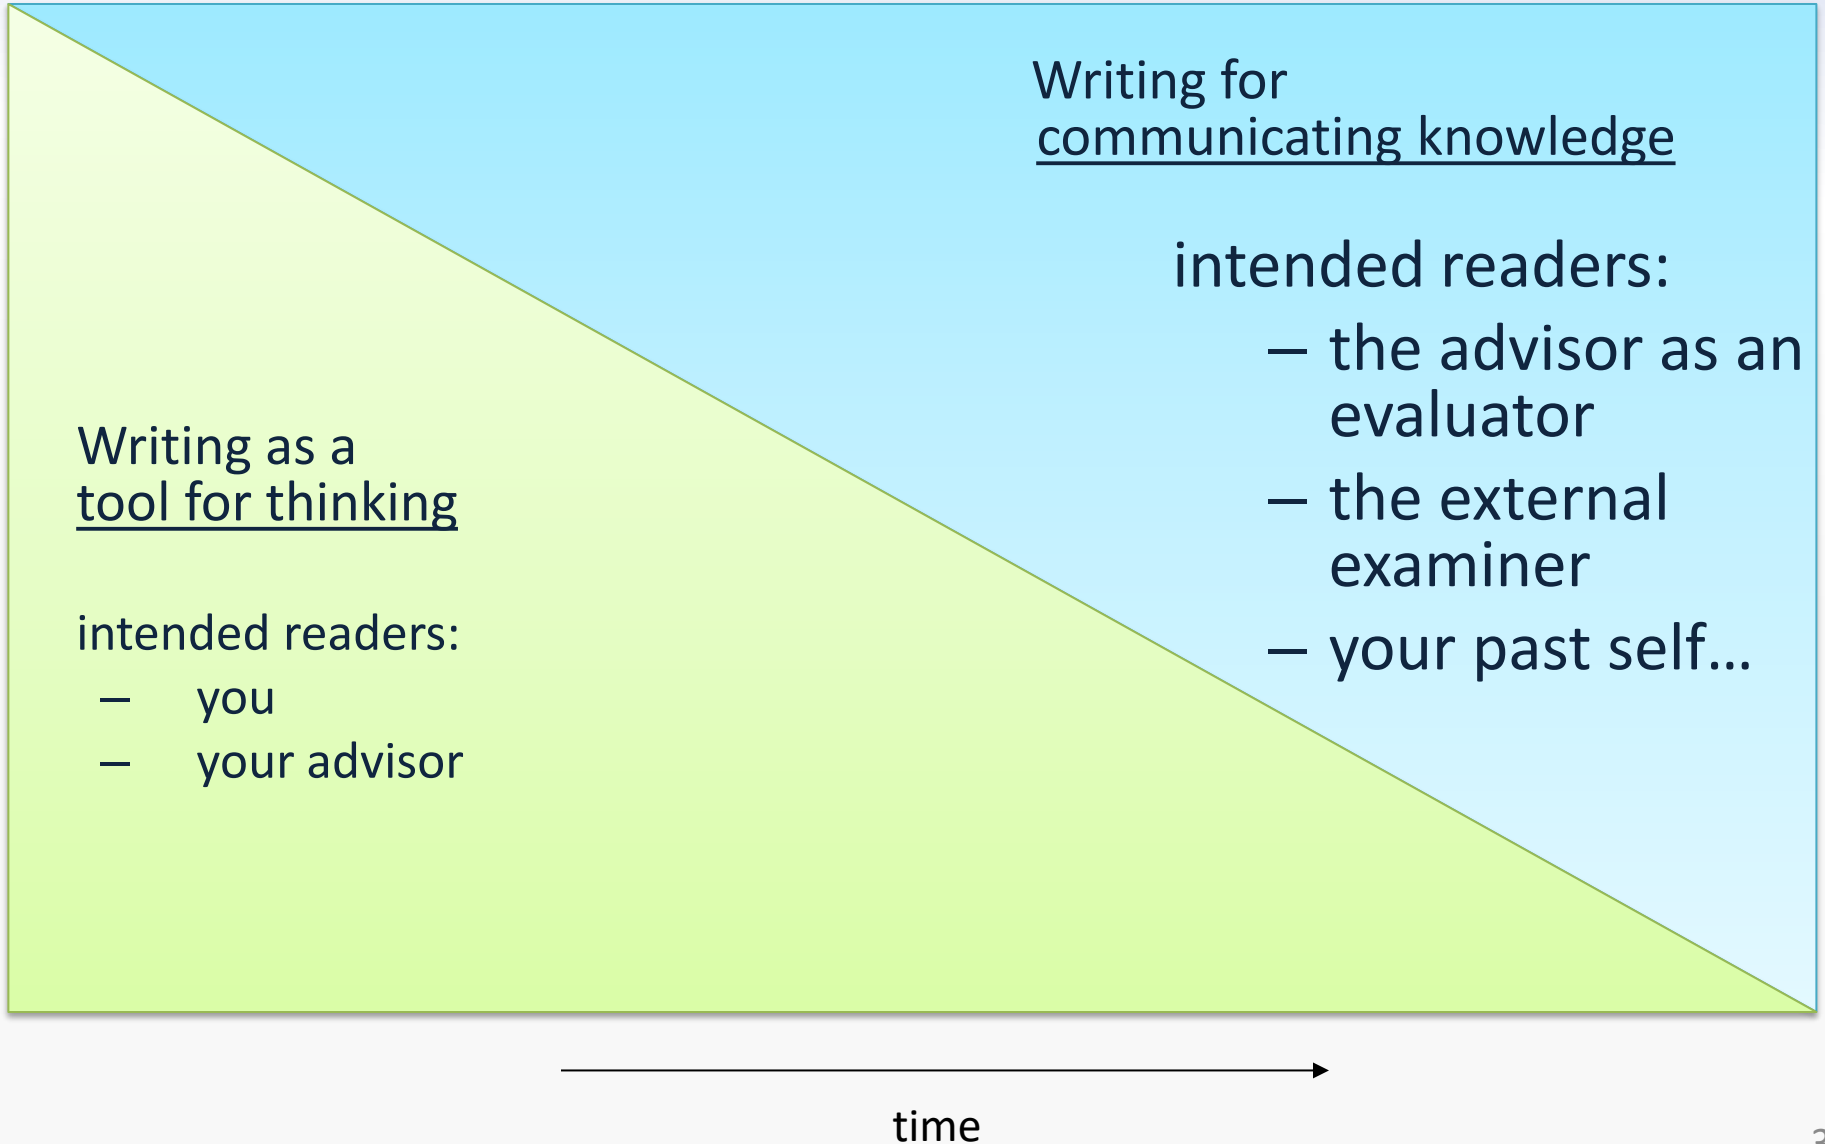 Writing for
communicating knowledge
intended readers:
– the advisor as an
evaluator
– the external
examiner
– your past self…
Writing as a
tool for thinking
intended readers:
– you
– your advisor
time